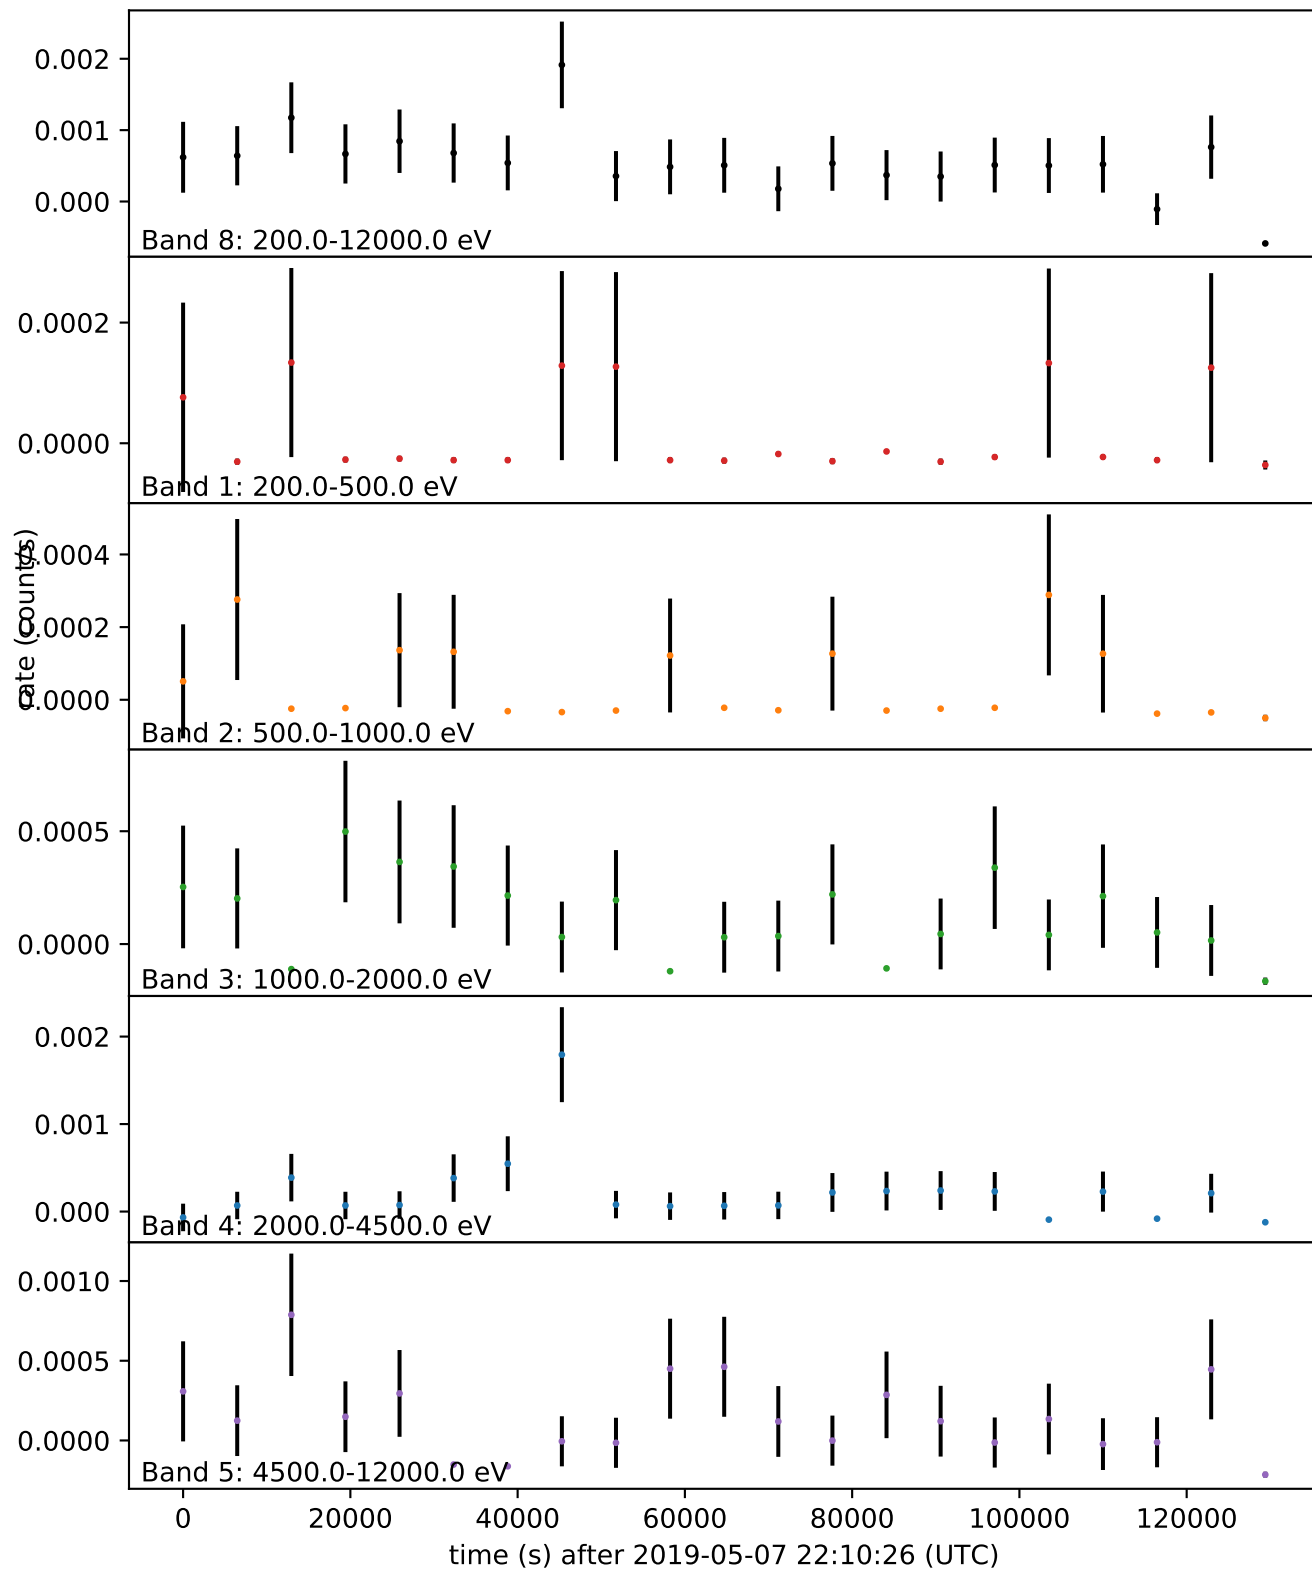 0.002
0.001
0.000
Band 8: 200.0-12000.0 eV
0.0002
0.0000
Band 1: 200.0-500.0 eV
rate (count/s)
0.0004
0.0002
0.0000
Band 2: 500.0-1000.0 eV
0.0005
0.0000
Band 3: 1000.0-2000.0 eV
0.002
0.001
0.000
Band 4: 2000.0-4500.0 eV
0.0010
0.0005
0.0000
Band 5: 4500.0-12000.0 eV
0 20000 40000 60000 80000 100000 120000
time (s) after 2019-05-07 22:10:26 (UTC)